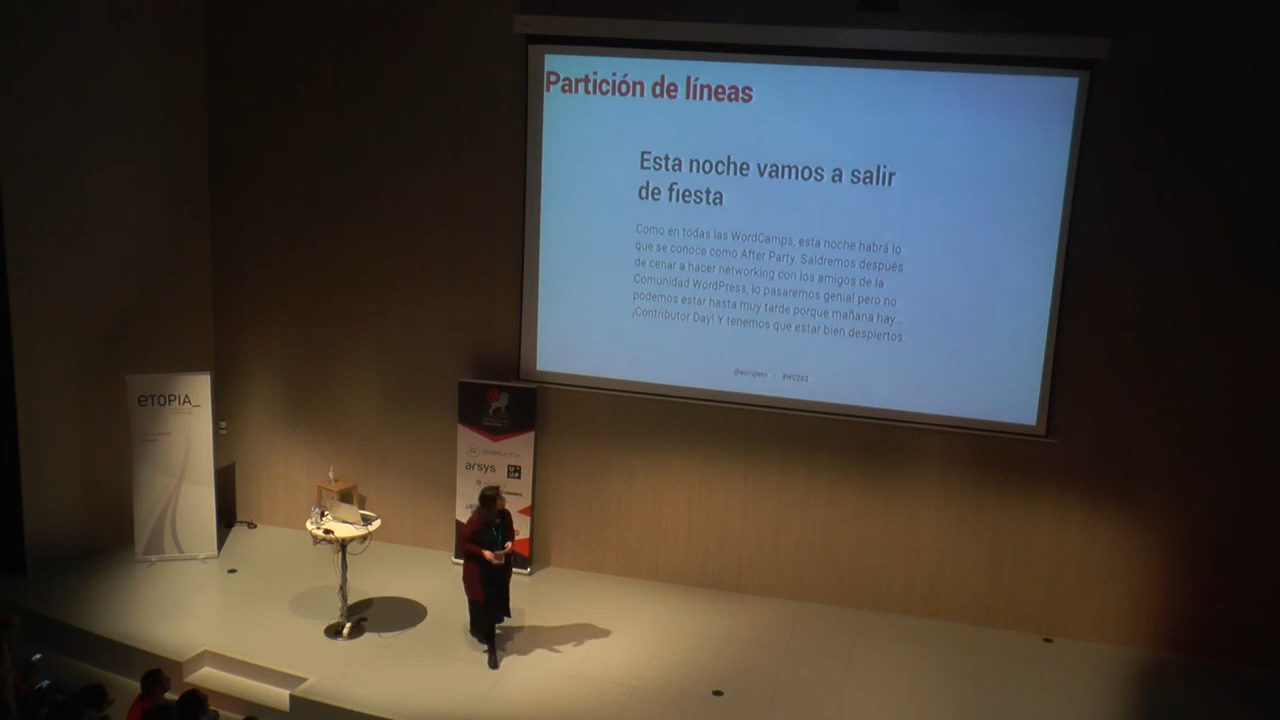 Partición de líneas
Esta noche vamos a salir
de fiesta
Como en todas las WordCamps, esta noche habrá lo
que se conoce como After Party. Saldremos después
de cenar a hacer networking con los amigos de la
Comunidad WordPress, lo pasaremos genial pero no
podemos estar hasta muy tarde porque mañana hay...
¡Contributor Day! Y tenemos que estar bien despiertos.
#WCZGZ
eTOPIA_
arsys